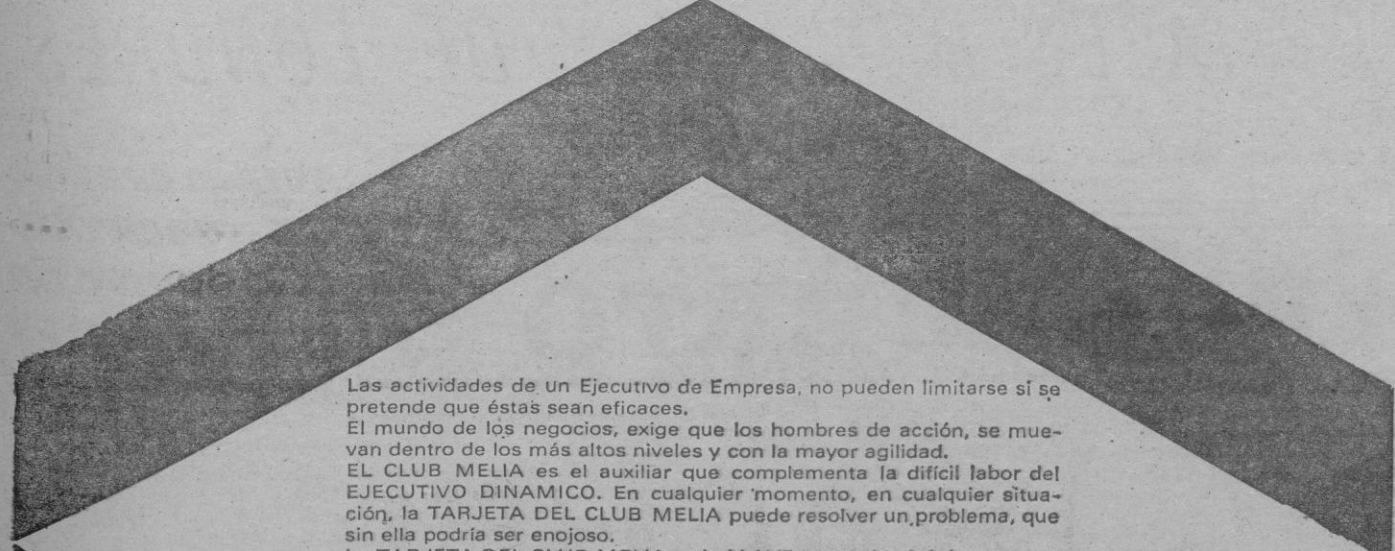 Las actividades de un Ejecutivo de Empresa, no pueden limitarse si se
pretende que éstas sean eficaces.
El mundo de los negocios, exige que los hombres de acción, se mue-
van dentro de los más altos niveles y con la mayor agilidad.
EL CLUB MELIA es el auxiliar que complementa la difícil labor del
EJECUTIVO DINAMICO. En cualquier momento, en cualquier situa-
ción, la TARJETA DEL CLUB MELIA puede resolver un problema, que
sin ella podría ser enojoso.